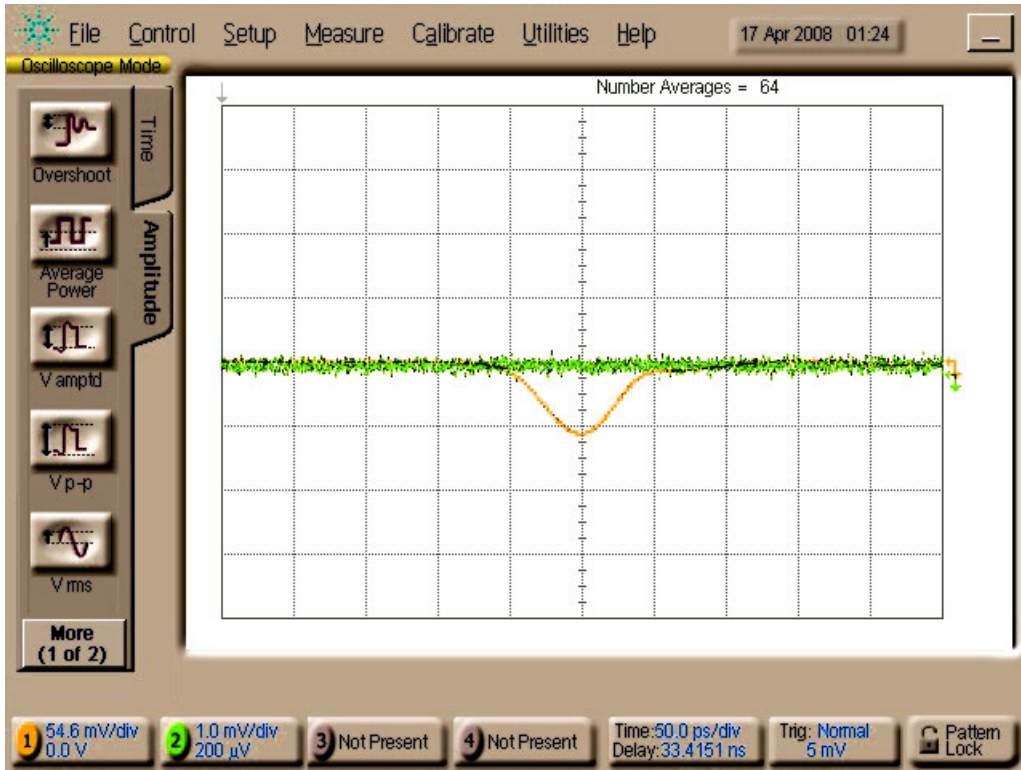 File Control Setup Measure Calibrate Utilities Help 17 Apr 2008 01:24
Oscilloscope Mode
Number Averages = 64
Time
Amplitude
Overshoot
Average
Power
V amptd
V p-p
V rms
More
(1 of 2)
1 54.6 mV/div
0.0 V
2 1.0 mV/div
200 µV
3 Not Present
4 Not Present
Time:50.0 ps/div
Delay:33.4151 ns
Trig: Normal
5 mV
Pattern
Lock